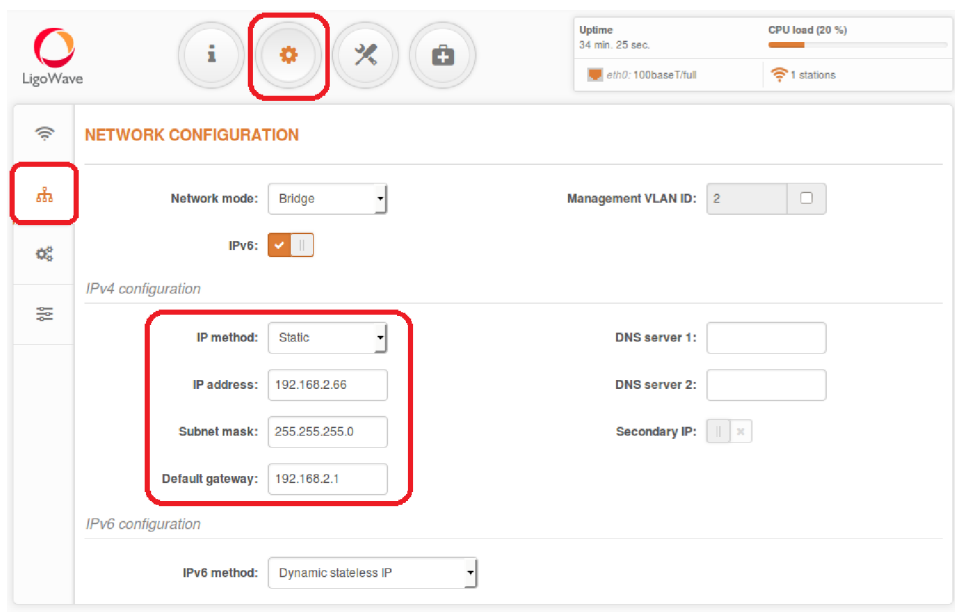 LigoWave
i
Uptime
34 min. 25 sec.
CPU load (20 %)
eth0: 100baseT/full
1 stations
NETWORK CONFIGURATION
Network mode: Bridge
Management VLAN ID: 2
IPv6:
IPv4 configuration
IP method: Static
DNS server 1:
IP address: 192.168.2.66
DNS server 2:
Subnet mask: 255.255.255.0
Secondary IP:
Default gateway: 192.168.2.1
IPv6 configuration
IPv6 method: Dynamic stateless IP